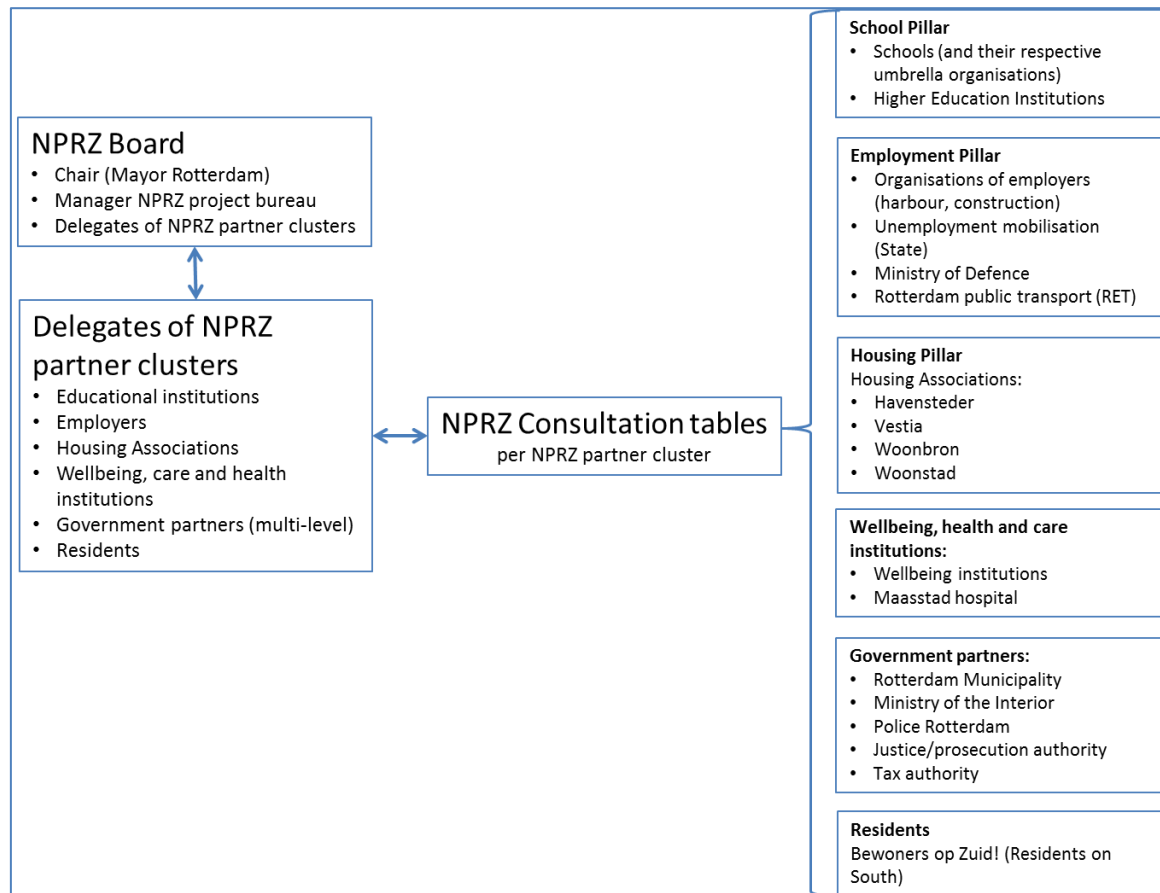 NPRZ Board
• Chair (Mayor Rotterdam)
• Manager NPRZ project bureau
• Delegates of NPRZ partner clusters
Delegates of NPRZ
partner clusters
• Educational institutions
• Employers
• Housing Associations
• Wellbeing, care and health
institutions
• Government partners (multi-level)
• Residents
NPRZ Consultation tables
per NPRZ partner cluster
School Pillar
• Schools (and their respective
umbrella organisations)
• Higher Education Institutions
Employment Pillar
• Organisations of employers
(harbour, construction)
• Unemployment mobilisation
(State)
• Ministry of Defence
• Rotterdam public transport (RET)
Housing Pillar
Housing Associations:
• Havensteder
• Vestia
• Woonbron
• Woonstad
Wellbeing, health and care
institutions:
• Wellbeing institutions
• Maasstad hospital
Government partners:
• Rotterdam Municipality
• Ministry of the Interior
• Police Rotterdam
• Justice/prosecution authority
• Tax authority
Residents
Bewoners op Zuid! (Residents on
South)